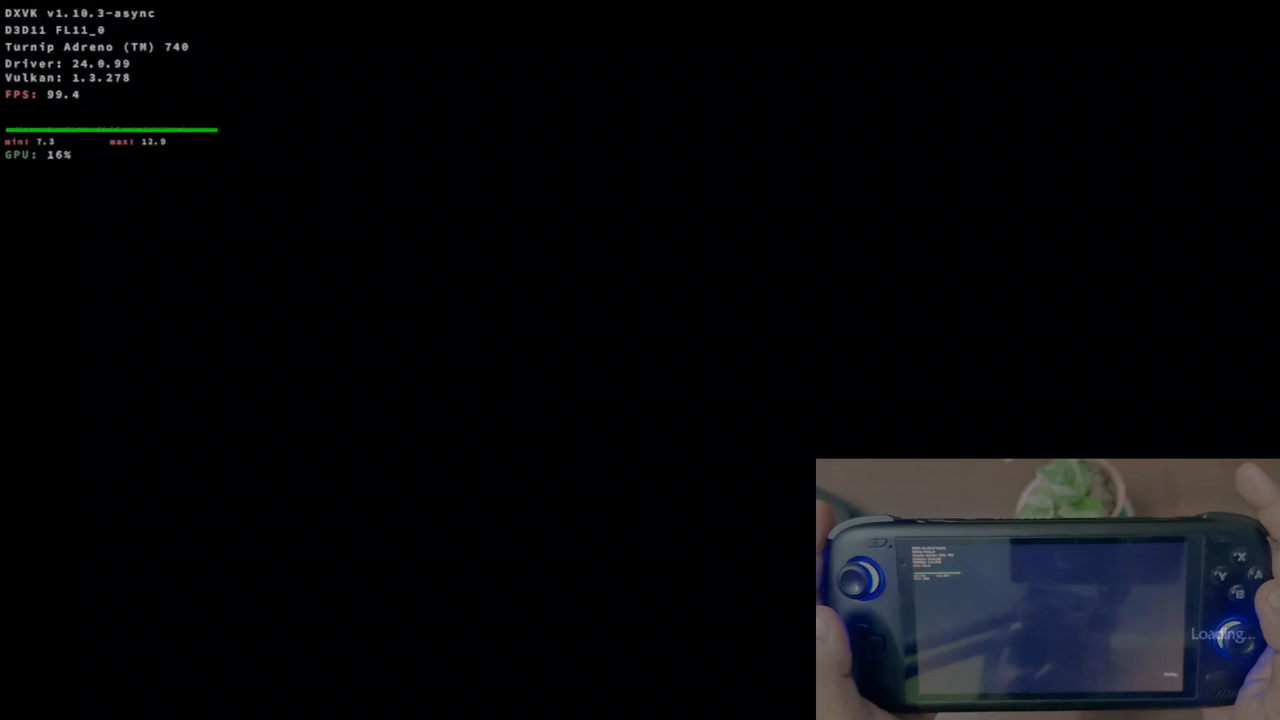 DXVK v1.10.3-async
D3D11 FL11_0
Turnip Adreno (TM) 740
Driver: 24.0.99
Vulkan: 1.3.278
FPS: 99.4
min: 7.3 max: 12.9
GPU: 16%
X
Y A
B
Loading...